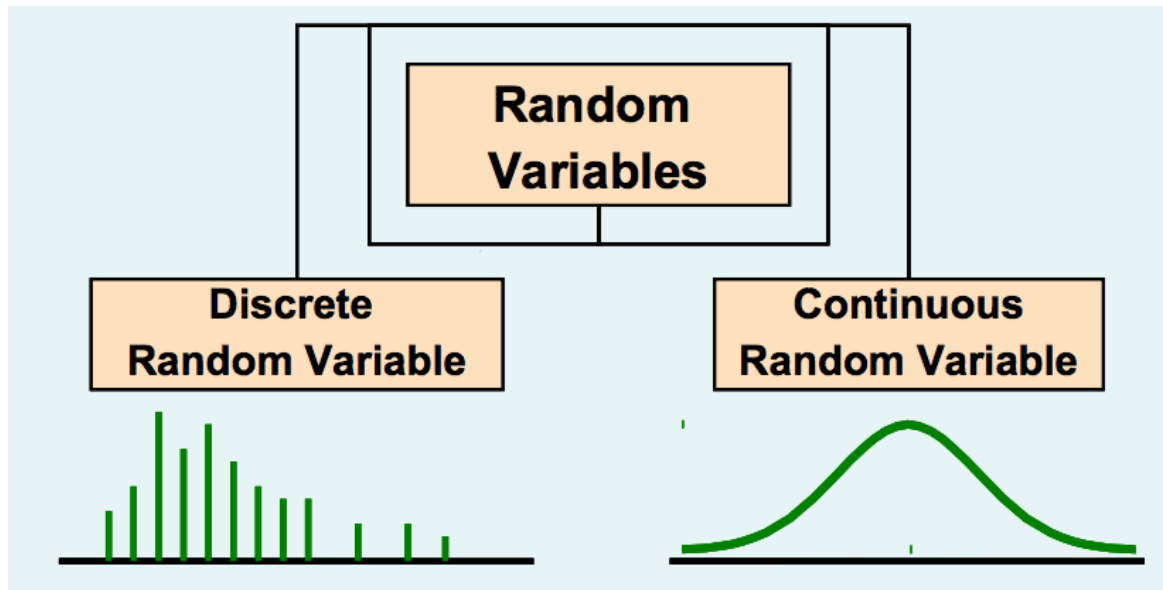 Random
Variables
Discrete
Random Variable
Continuous
Random Variable